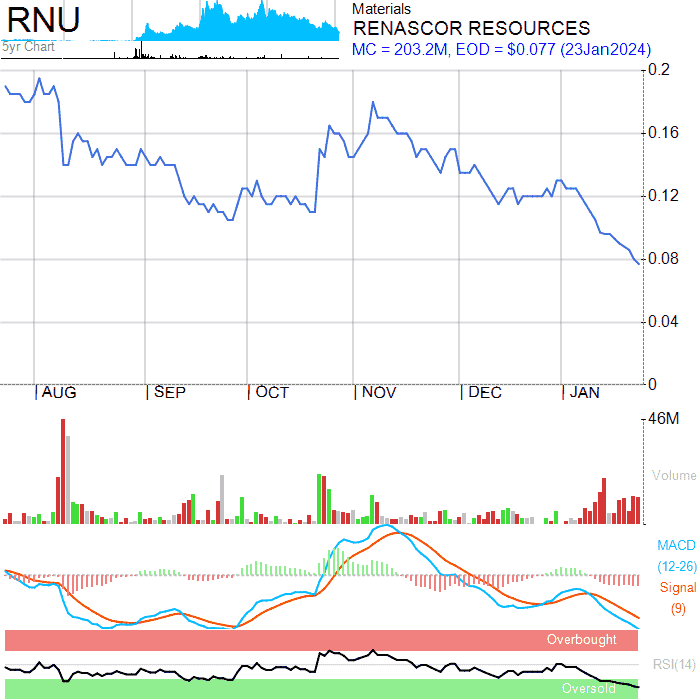 RNU
5yr Chart
Materials
RENASCOR RESOURCES
MC = 203.2M, EOD = $0.077 (23Jan2024)
0.2
0.16
0.12
0.08
0.04
0
AUG SEP OCT NOV DEC JAN
46M
Volume
MACD
(12-26)
Signal
(9)
Overbought
RSI(14)
Oversold